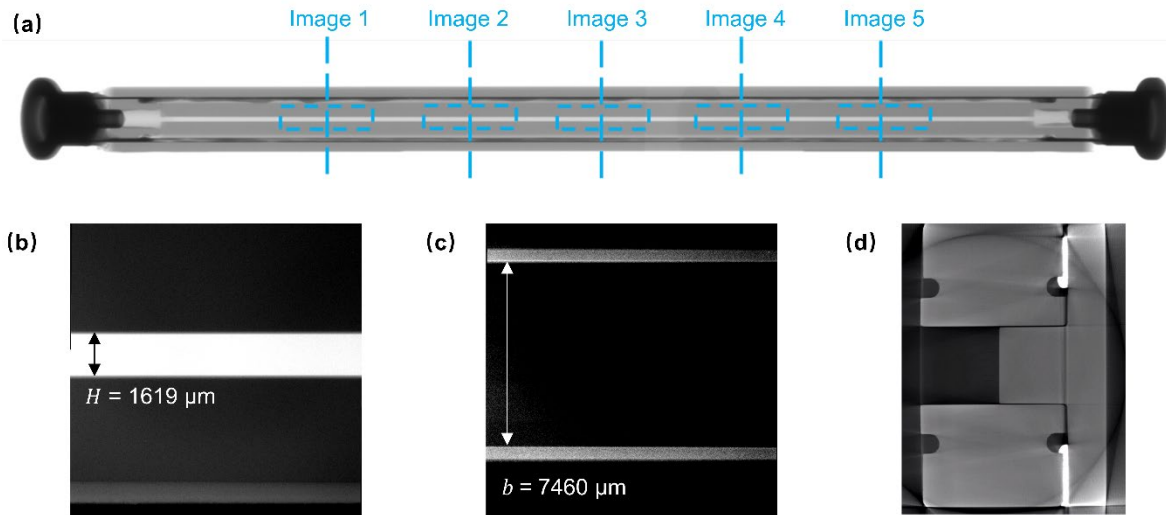 (a)
Image 1
Image 2
Image 3
Image 4
Image 5
(b)
H = 1619 µm
(c)
b = 7460 µm
(d)